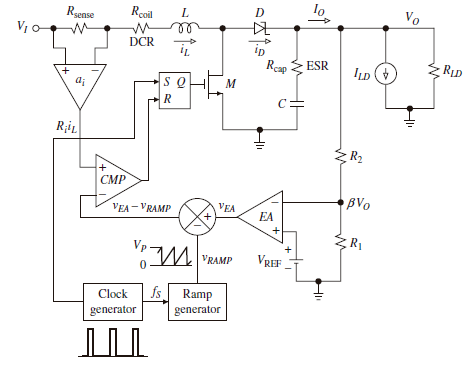 V_I R_sense R_coil L D I_O V_O
DCR i_L i_D
+ − a_i
S Q
R
M
R_cap ESR
C
I_LD R_LD
R_i i_L
+
CMP
−
R_2
v_EA − v_RAMP + − v_EA
− EA +
βV_O
V_P
0
v_RAMP
V_REF + −
R_1
Clock generator f_S Ramp generator